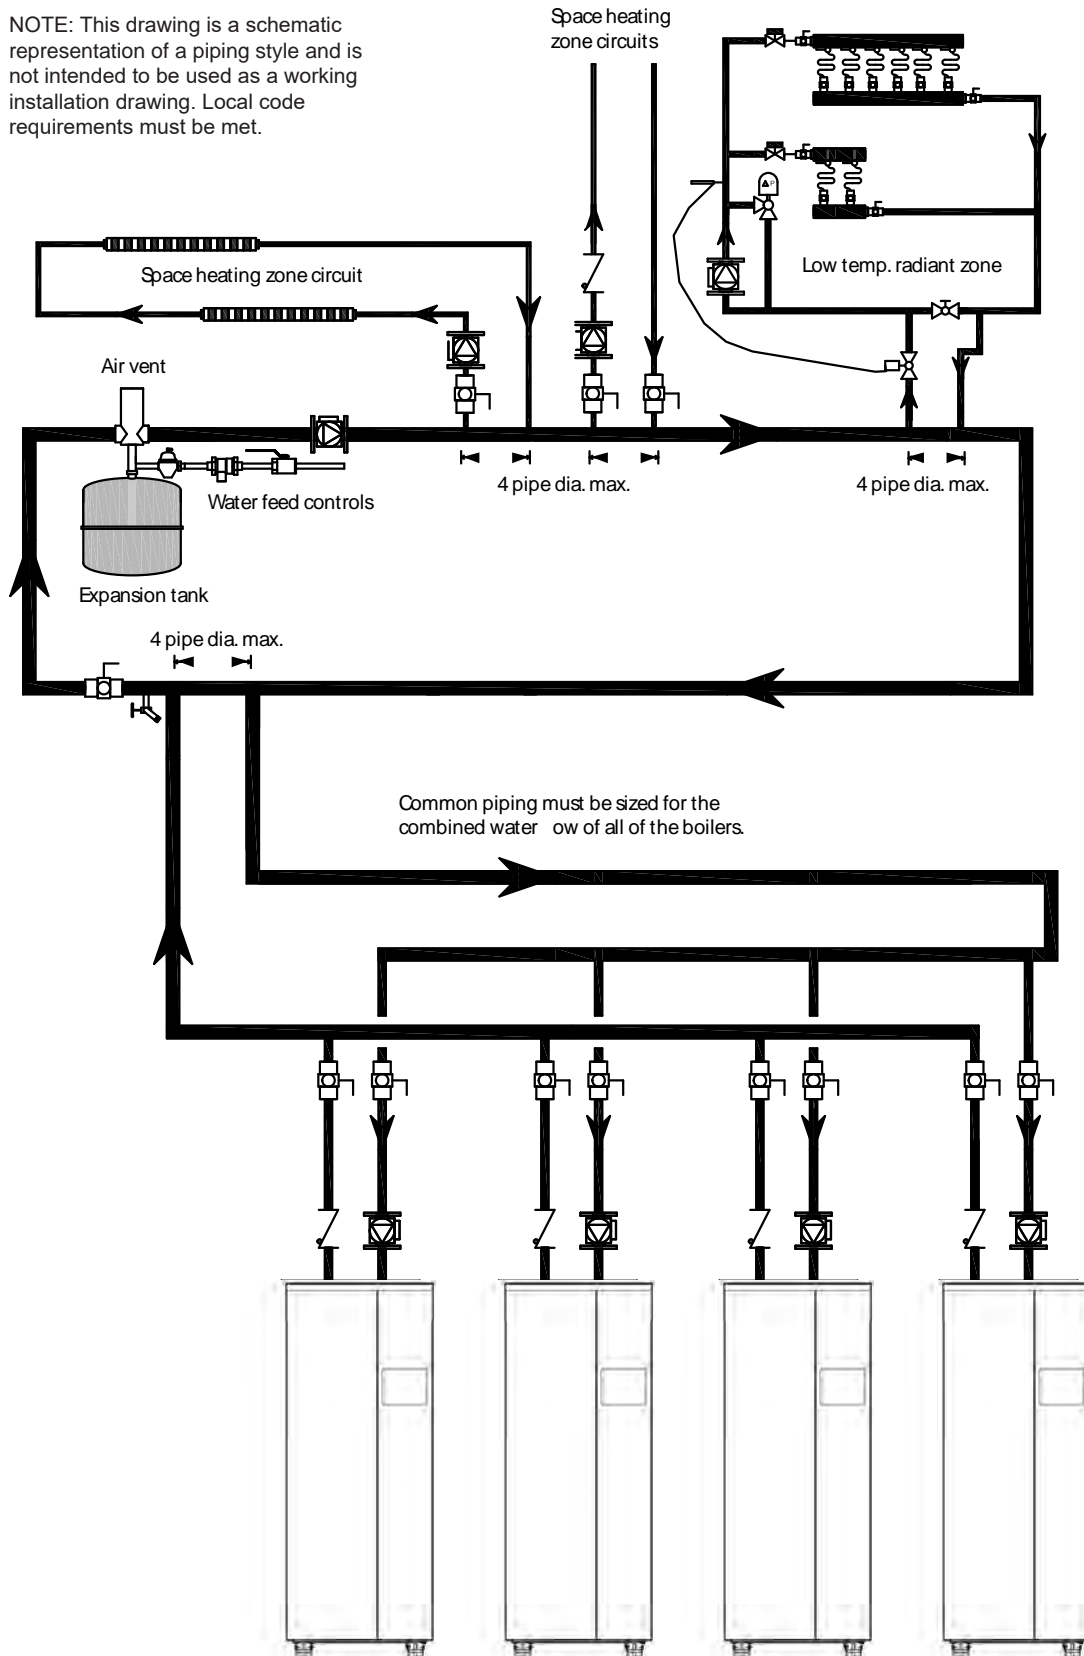 NOTE: This drawing is a schematic
representation of a piping style and is
not intended to be used as a working
installation drawing. Local code
requirements must be met.
Space heating
zone circuits
Δ P
Low temp. radiant zone
Space heating zone circuit
Air vent
Water feed controls
4 pipe dia. max.
4 pipe dia. max.
Expansion tank
4 pipe dia. max.
Common piping must be sized for the
combined water ow of all of the boilers.